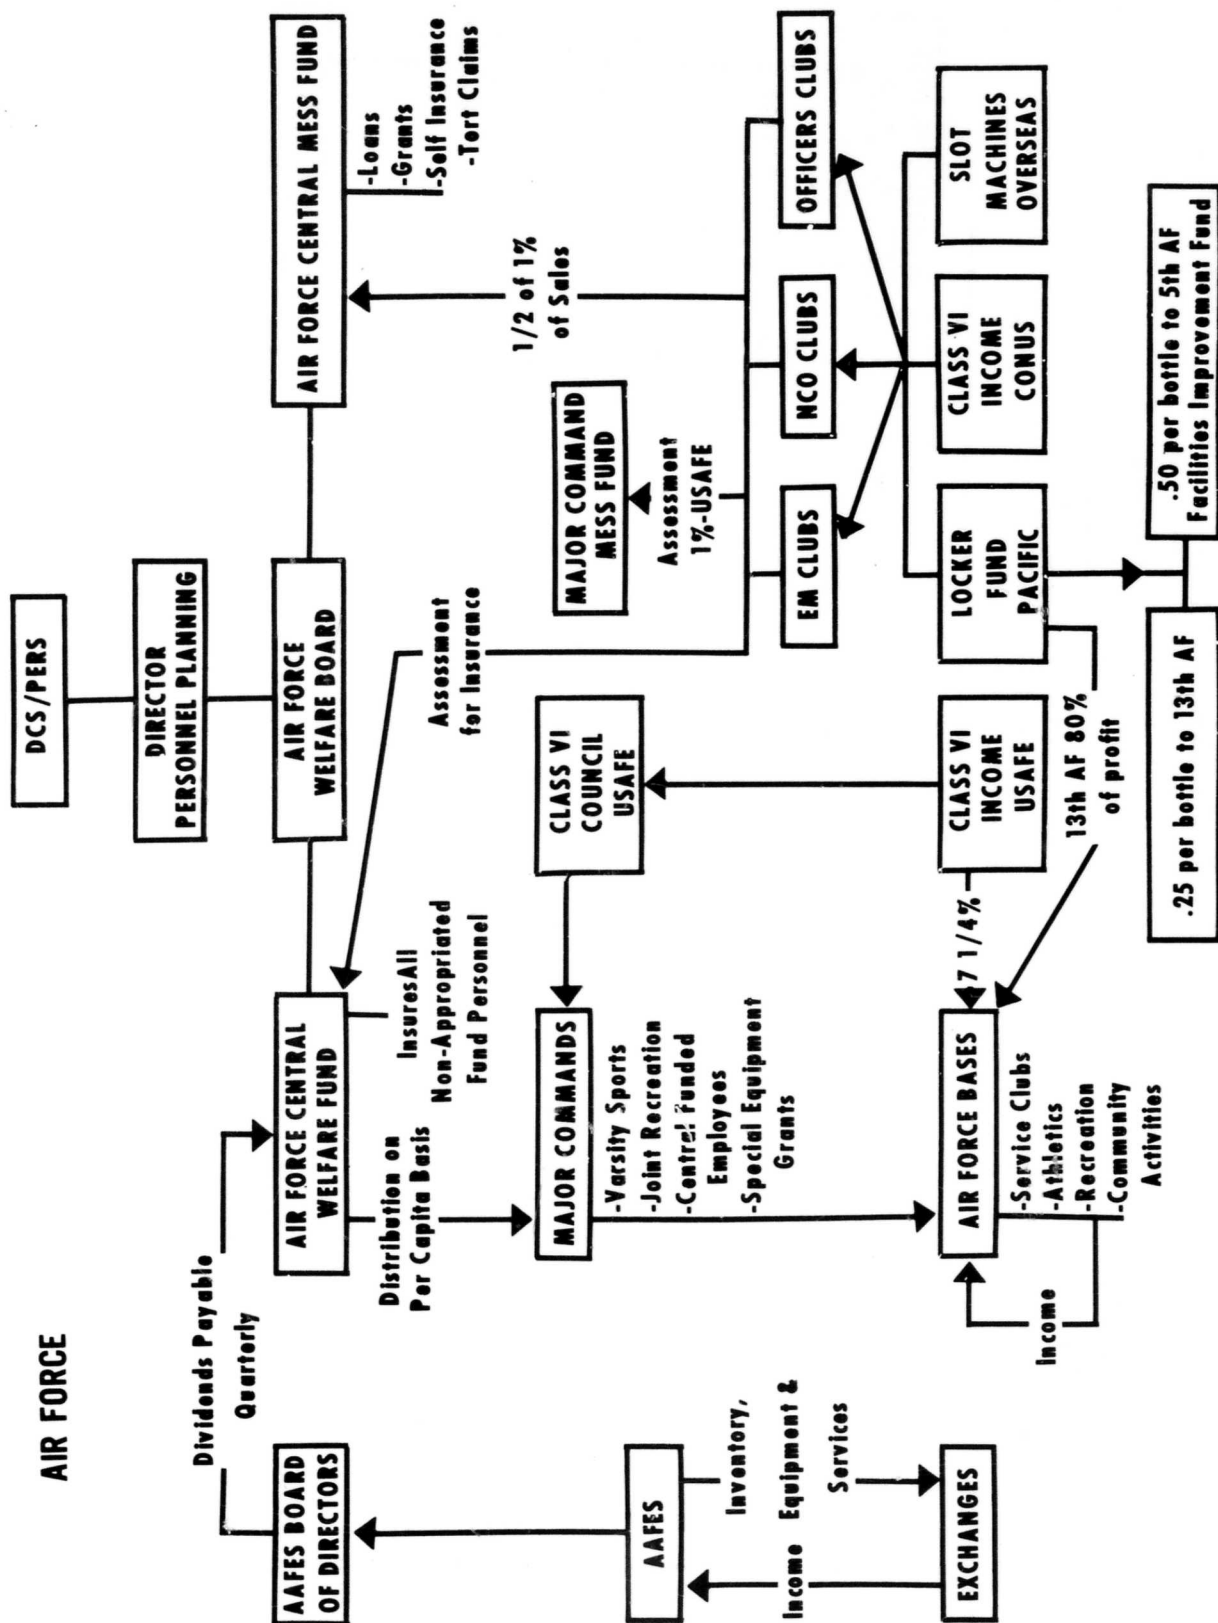 AIR FORCE
DCS/PERS
DIRECTOR
PERSONNEL PLANNING
AIR FORCE
WELFARE BOARD
Dividends Payable
Quarterly
AAFES BOARD
OF DIRECTORS
AIR FORCE CENTRAL
WELFARE FUND
InsuresAll
Non-Appropriated
Fund Personnel
Distribution on
Per Capita Basis
AIR FORCE CENTRAL MESS FUND
-Loans
-Grants
-Self Insurance
-Tort Claims
Assessment
for Insurance
1/2 of 1%
of Sales
MAJOR COMMAND
MESS FUND
Assessment
1%-USAFE
CLASS VI
COUNCIL
USAFE
MAJOR COMMANDS
-Varsity Sports
-Joint Recreation
-Central Funded
Employees
-Special Equipment
Grants
AAFES
Inventory,
Equipment &
Services
Income
EXCHANGES
EM CLUBS
NCO CLUBS
OFFICERS CLUBS
AIR FORCE BASES
-Service Clubs
-Athletics
-Recreation
-Community
Activities
Income
7 1/4%
CLASS VI
INCOME
USAFE
13th AF 80%
of profit
LOCKER
FUND
PACIFIC
CLASS VI
INCOME
CONUS
SLOT
MACHINES
OVERSEAS
.25 per bottle to 13th AF
.50 per bottle to 5th AF
Facilities Improvement Fund